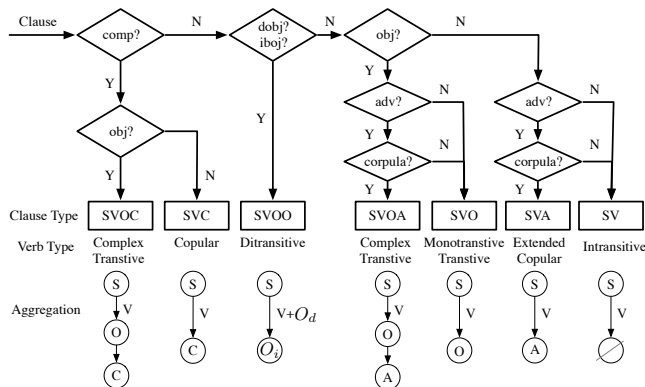 Clause
comp?
N
dobj?
iboj?
N
obj?
N
Y
Y
Y
Y
obj?
adv?
N
adv?
N
Y
Y
Y
N
corpula?
N
corpula?
N
Y
Y
Clause Type
SVOC
SVC
SVOO
SVOA
SVO
SVA
SV
Verb Type
Complex
Transtive
Copular
Ditransitive
Complex
Transtive
Monotranstive
Transtive
Extended
Copular
Intransitive
Aggregation
S
S
S
S
S
S
S
V
V
V+O_d
V
V
V
V
O
C
O_i
O
O
A
C
A